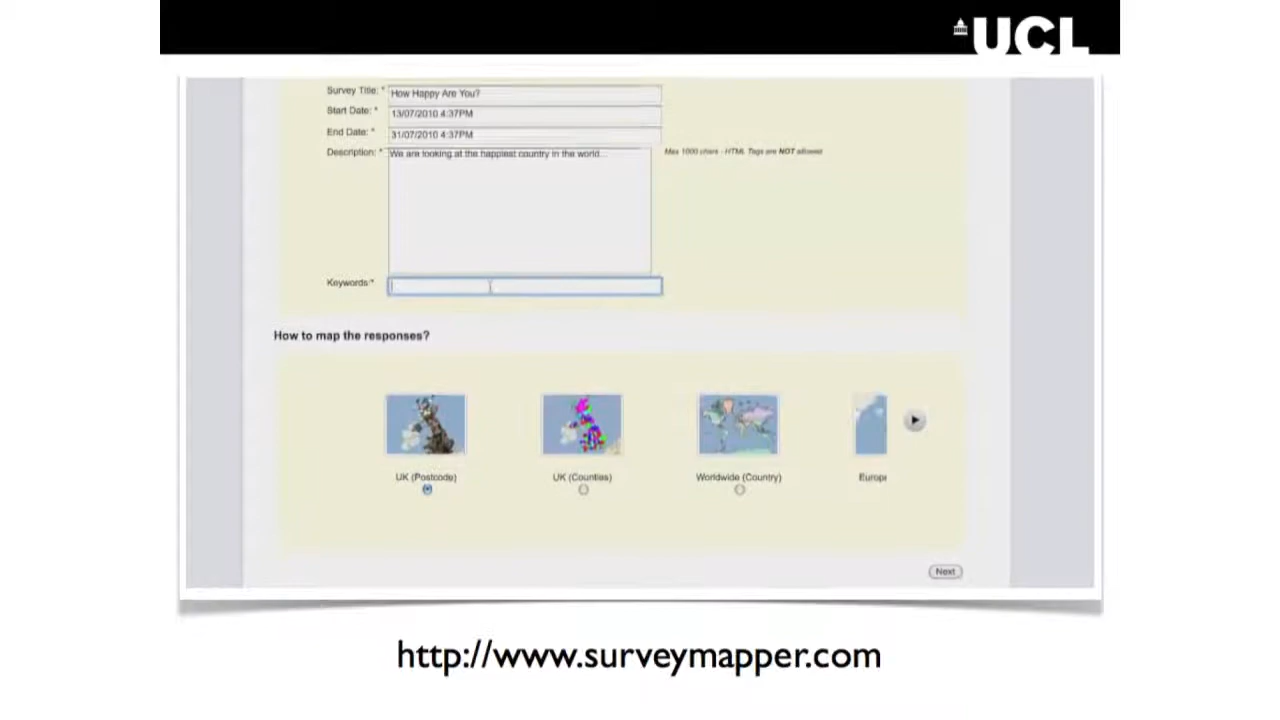 UCL
Survey Title: * How Happy Are You?
Start Date: * 13/07/2010 4:37PM
End Date: * 31/07/2010 4:37PM
Description: * We are looking at the happiest country in the world...
Max 1000 chars - HTML Tags are NOT allowed
Keywords *
How to map the responses?
UK (Postcode) UK (Counties) Worldwide (Country) Europe
Next
http://www.surveymapper.com